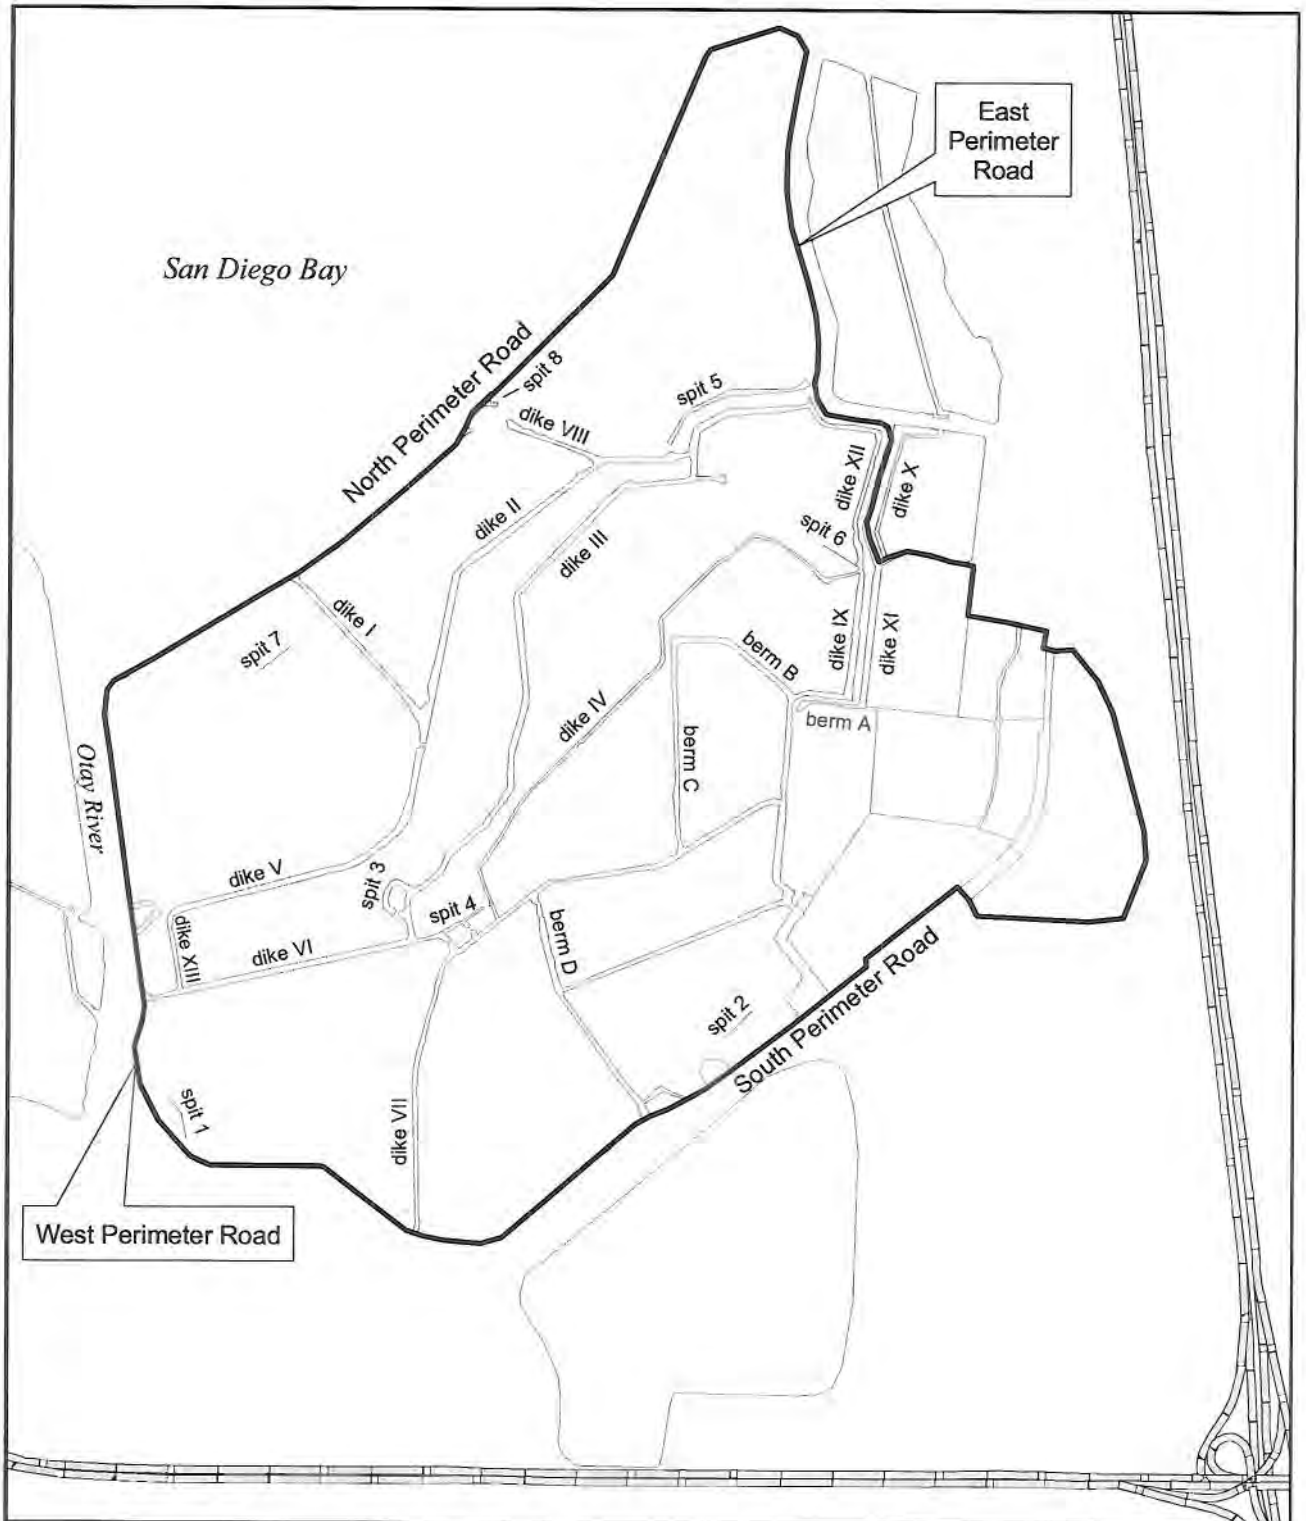 East
Perimeter
Road
San Diego Bay
North Perimeter Road
spit 8
spit 5
dike VIII
dike XII
dike X
dike II
dike III
spit 6
dike I
spit 7
dike IX
dike XI
berm B
dike IV
berm A
berm C
Otay River
dike V
spit 3
spit 4
dike XIII
dike VI
berm D
South Perimeter Road
spit 2
spit 1
dike VII
West Perimeter Road